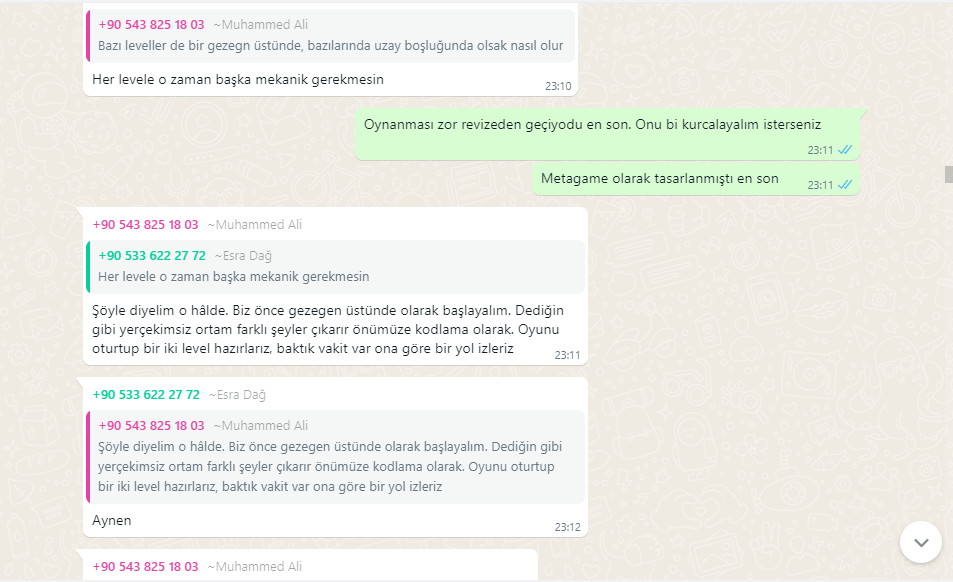 +90 543 825 18 03 ~Muhammed Ali
Bazı leveller de bir gezegn üstünde, bazılarında uzay boşluğunda olsak nasıl olur
Her levele o zaman başka mekanik gerekmesin
23:10
Oynanması zor revizeden geçiyodu en son. Onu bi kurcalayalım isterseniz
23:11
Metagame olarak tasarlanmıştı en son
23:11
+90 543 825 18 03 ~Muhammed Ali
+90 533 622 27 72 ~Esra Dağ
Her levele o zaman başka mekanik gerekmesin
Şöyle diyelim o hâlde. Biz önce gezegen üstünde olarak başlayalım. Dediğin
gibi yerçekimsiz ortam farklı şeyler çıkarır önümüze kodlama olarak. Oyunu
oturtup bir iki level hazırlarız, baktık vakit var ona göre bir yol izleriz
23:11
+90 533 622 27 72 ~Esra Dağ
+90 543 825 18 03 ~Muhammed Ali
Şöyle diyelim o hâlde. Biz önce gezegen üstünde olarak başlayalım. Dediğin gibi
yerçekimsiz ortam farklı şeyler çıkarır önümüze kodlama olarak. Oyunu oturtup
bir iki level hazırlarız, baktık vakit var ona göre bir yol izleriz
Aynen
23:12
+90 543 825 18 03 ~Muhammed Ali